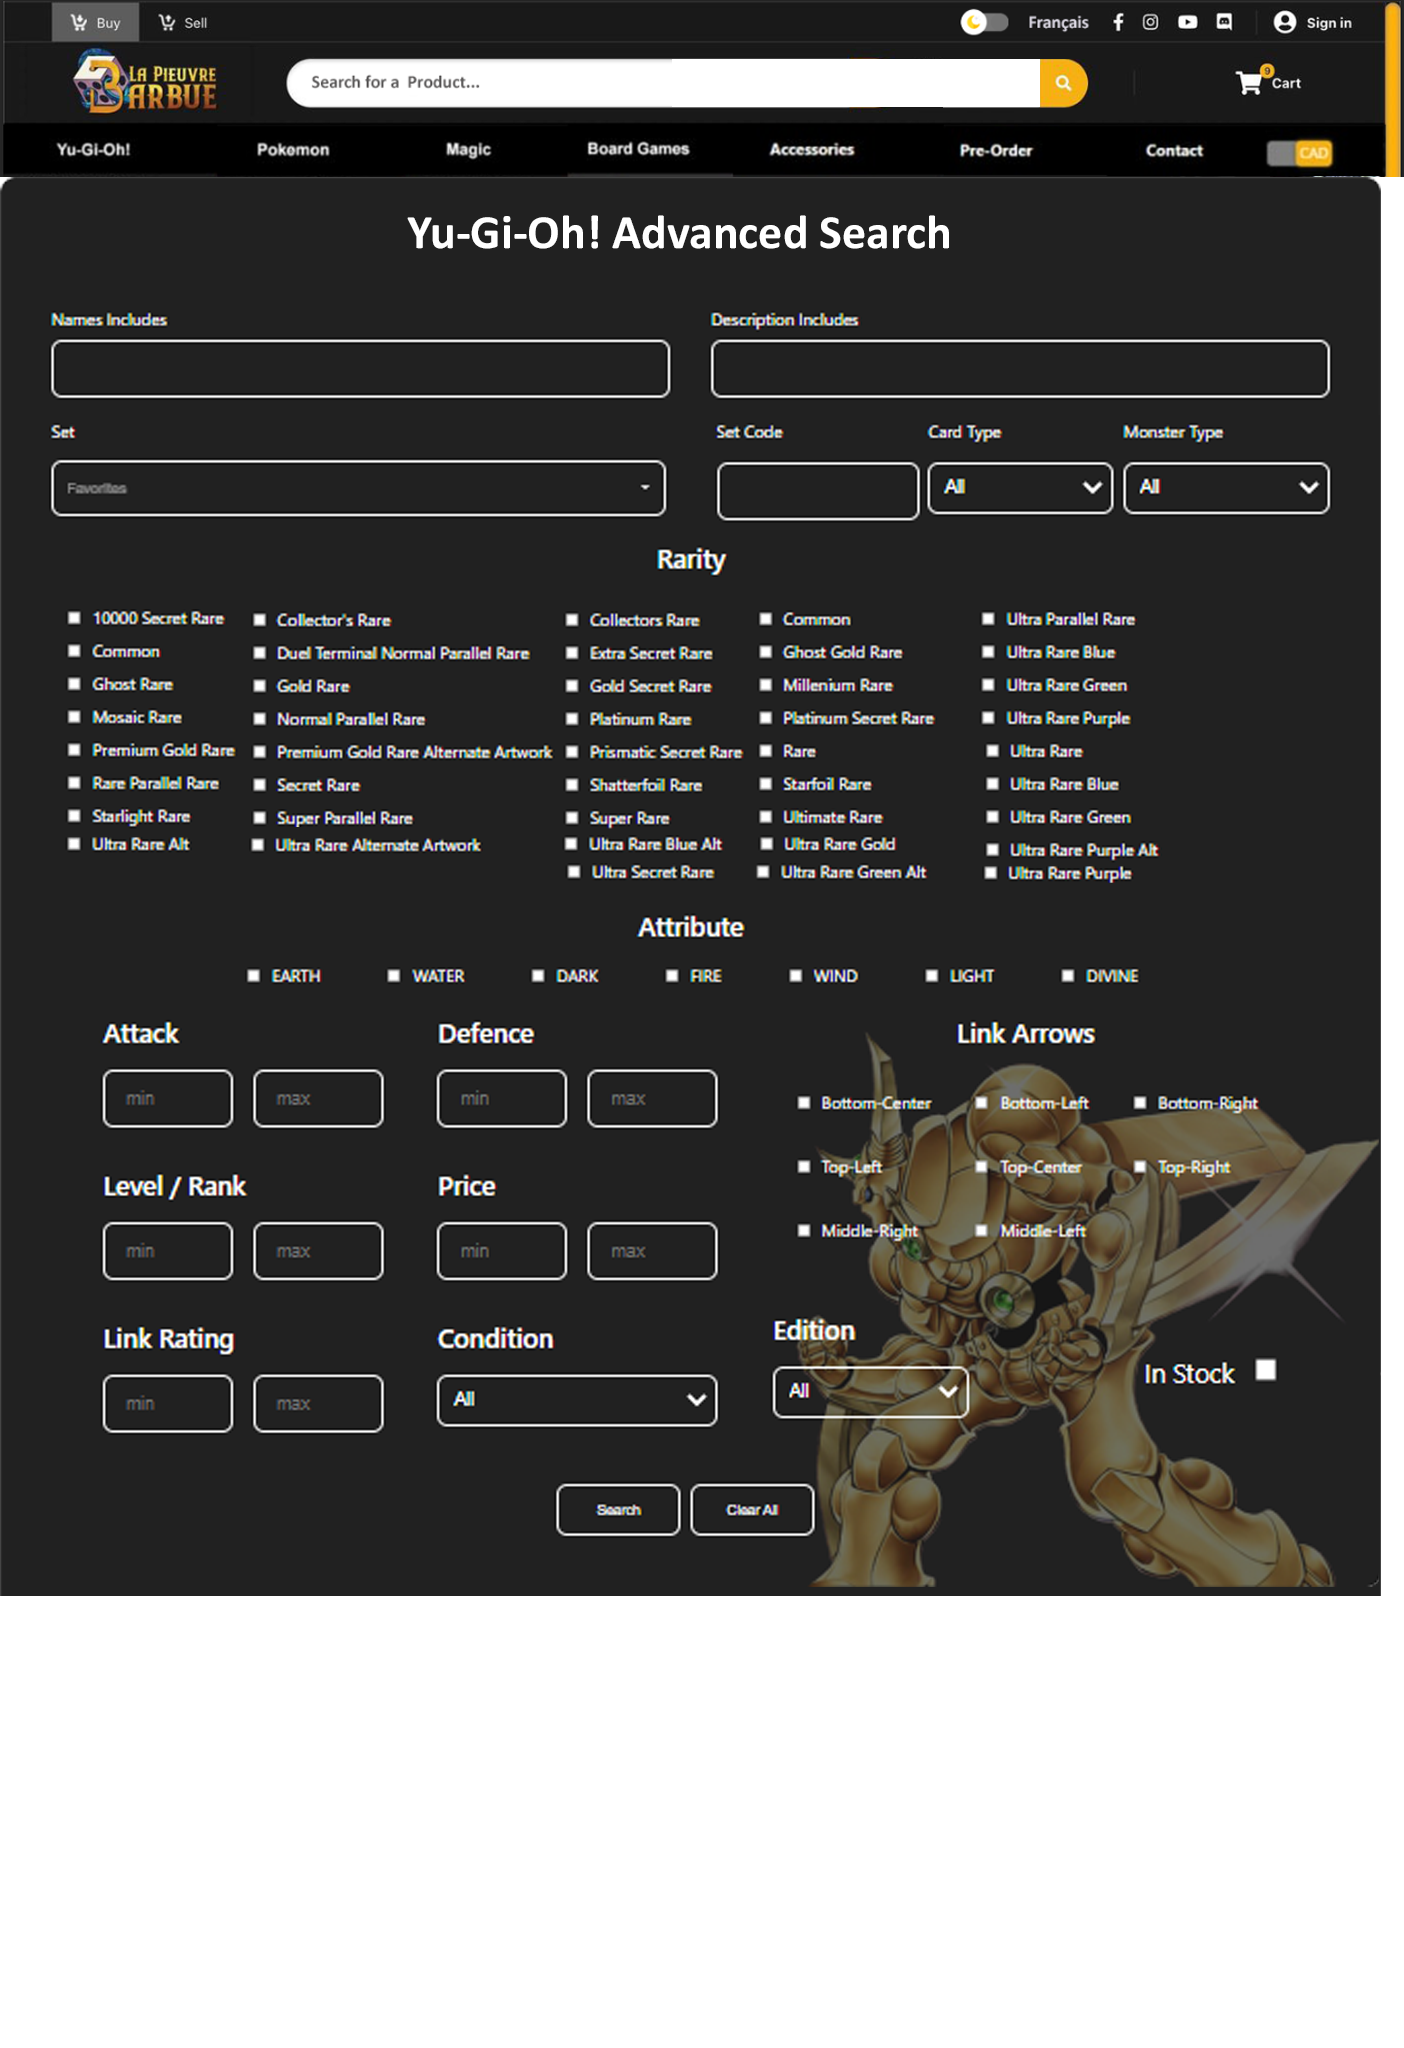 Buy
Sell
Français
Sign in
LA PIEUVRE
BARBUE
Search for a  Product...
9
Cart
Yu-Gi-Oh!
Pokemon
Magic
Board Games
Accessories
Pre-Order
Contact
CAD
Yu-Gi-Oh! Advanced Search
Names Includes
Description Includes
Set
Set Code
Card Type
Monster Type
Favorites
All
All
Rarity
10000 Secret Rare
Collector's Rare
Collectors Rare
Common
Ultra Parallel Rare
Common
Duel Terminal Normal Parallel Rare
Extra Secret Rare
Ghost Gold Rare
Ultra Rare Blue
Ghost Rare
Gold Rare
Gold Secret Rare
Millenium Rare
Ultra Rare Green
Mosaic Rare
Normal Parallel Rare
Platinum Rare
Platinum Secret Rare
Ultra Rare Purple
Premium Gold Rare
Premium Gold Rare Alternate Artwork
Prismatic Secret Rare
Rare
Ultra Rare
Rare Parallel Rare
Secret Rare
Shatterfoil Rare
Starfoil Rare
Ultra Rare Blue
Starlight Rare
Super Parallel Rare
Super Rare
Ultimate Rare
Ultra Rare Green
Ultra Rare Alt
Ultra Rare Alternate Artwork
Ultra Rare Blue Alt
Ultra Rare Gold
Ultra Rare Purple Alt
Ultra Secret Rare
Ultra Rare Green Alt
Ultra Rare Purple
Attribute
EARTH
WATER
DARK
FIRE
WIND
LIGHT
DIVINE
Attack
Defence
Link Arrows
min
max
min
max
Bottom-Center
Bottom-Left
Bottom-Right
Top-Left
Top-Center
Top-Right
Level / Rank
Price
Middle-Right
Middle-Left
min
max
min
max
Link Rating
Condition
Edition
In Stock
min
max
All
All
Search
Clear All